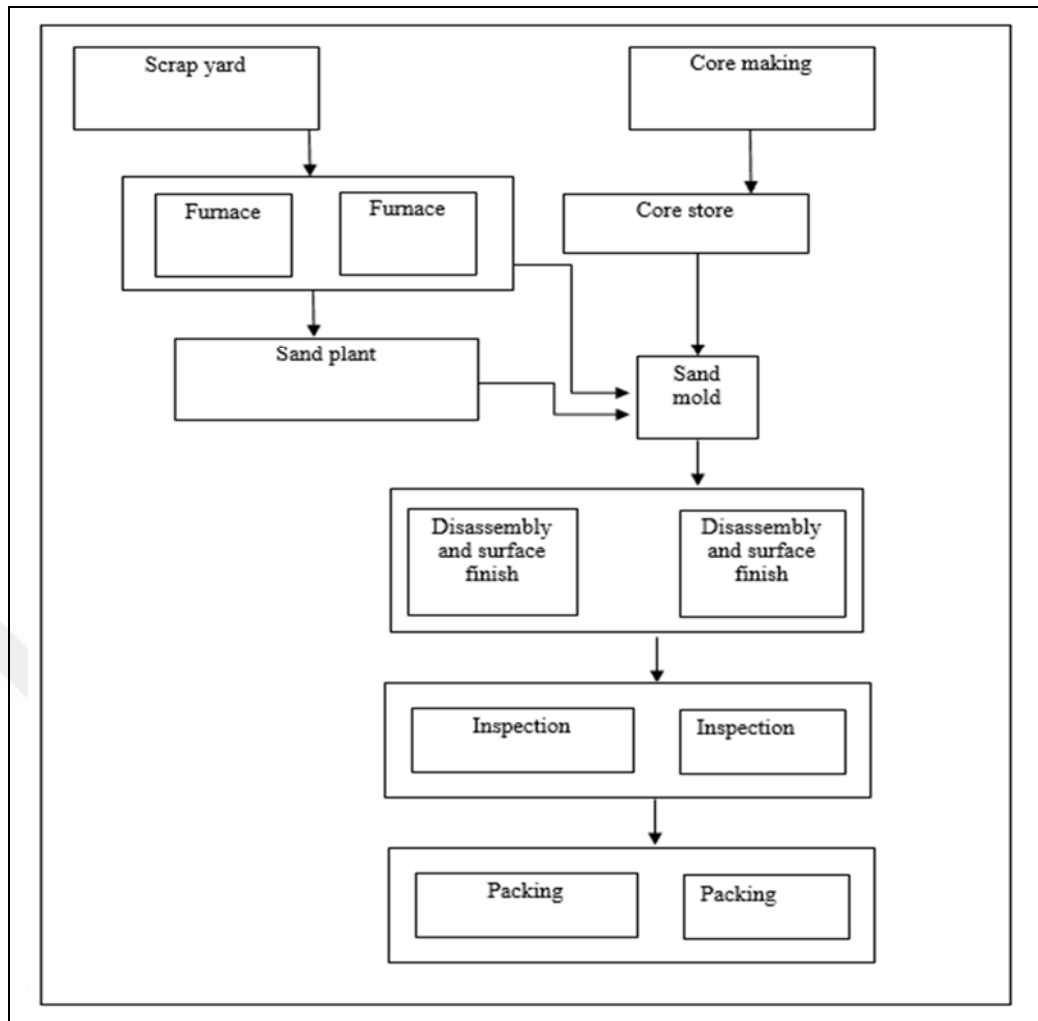 Scrap yard
Core making
Furnace
Furnace
Core store
Sand plant
Sand
mold
Disassembly
and surface
finish
Disassembly
and surface
finish
Inspection
Inspection
Packing
Packing